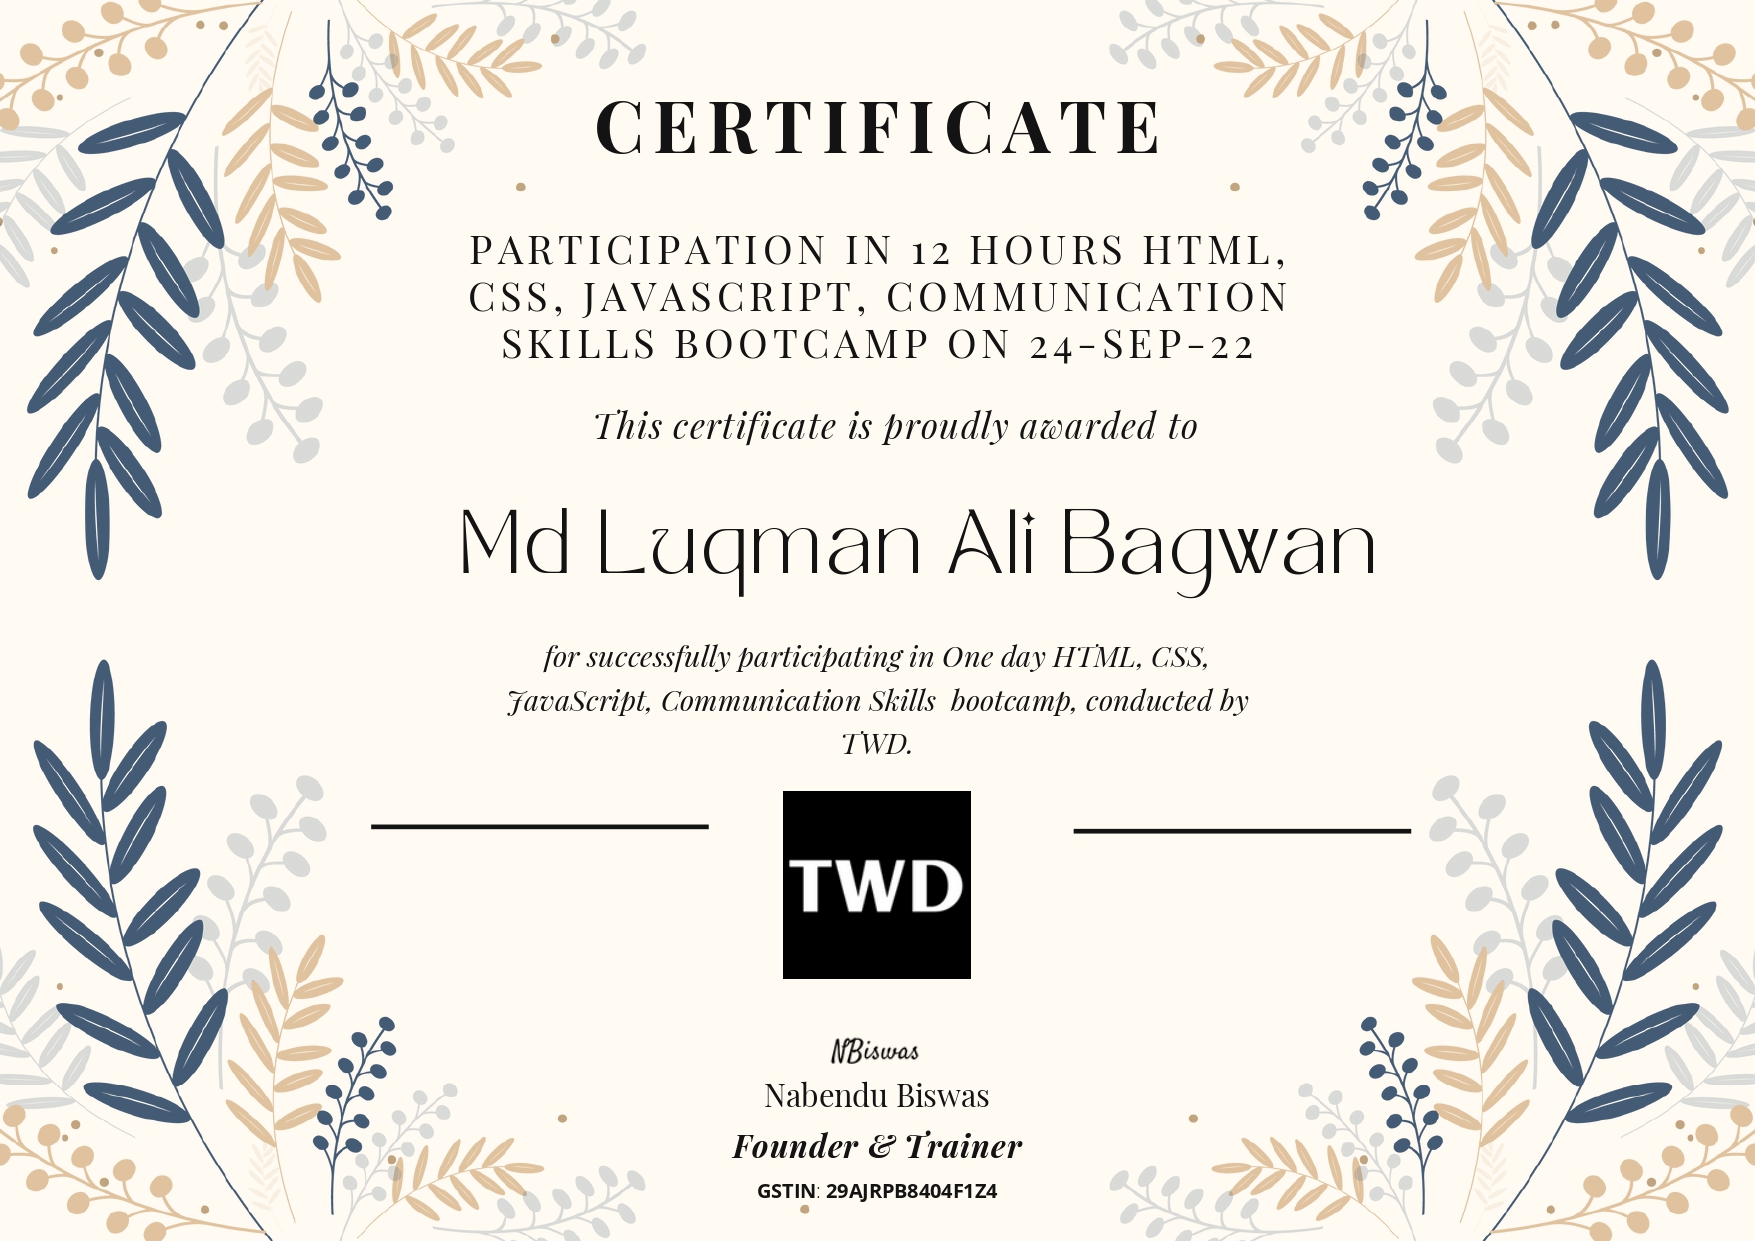 CERTIFICATE
PARTICIPATION IN 12 HOURS HTML,
CSS, JAVASCRIPT, COMMUNICATION
SKILLS BOOTCAMP ON 24-SEP-22
This certificate is proudly awarded to
Md Luqman Ali Bagwan
for successfully participating in One day HTML, CSS,
JavaScript, Communication Skills  bootcamp, conducted by
TWD.
TWD
NBiswas
Nabendu Biswas
Founder & Trainer
GSTIN: 29AJRPB8404F1Z4